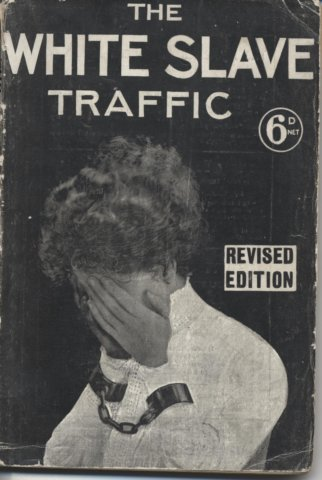 THE
WHITE SLAVE
TRAFFIC
6D
NET
REVISED
EDITION